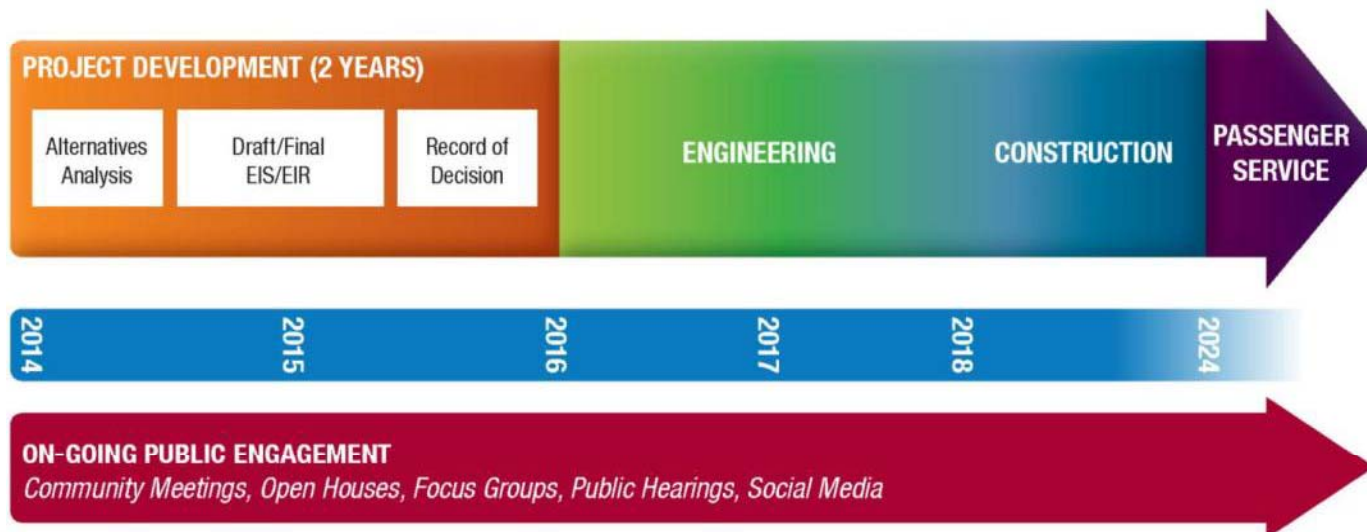 PROJECT DEVELOPMENT (2 YEARS)
Alternatives
Analysis
Draft/Final
EIS/EIR
Record of
Decision
ENGINEERING
CONSTRUCTION
PASSENGER
SERVICE
2014
2015
2016
2017
2018
2024
ON-GOING PUBLIC ENGAGEMENT
Community Meetings, Open Houses, Focus Groups, Public Hearings, Social Media